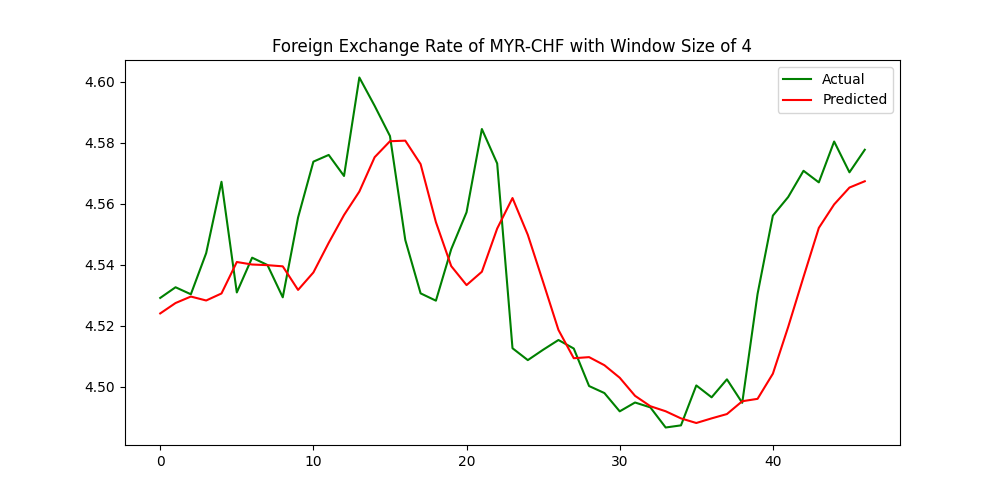 Foreign Exchange Rate of MYR-CHF with Window Size of 4
Actual
Predicted
4.60
4.58
4.56
4.54
4.52
4.50
0 10 20 30 40